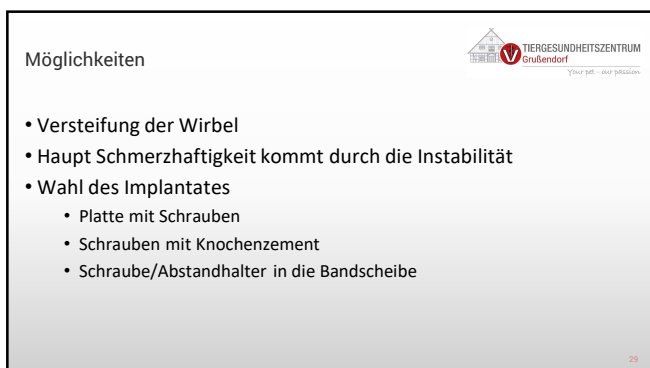 Möglichkeiten
V TIERGESUNDHEITSZENTRUM
Grußendorf
Your pet - our passion
• Versteifung der Wirbel
• Haupt Schmerzhaftigkeit kommt durch die Instabilität
• Wahl des Implantates
• Platte mit Schrauben
• Schrauben mit Knochenzement
• Schraube/Abstandhalter in die Bandscheibe
29